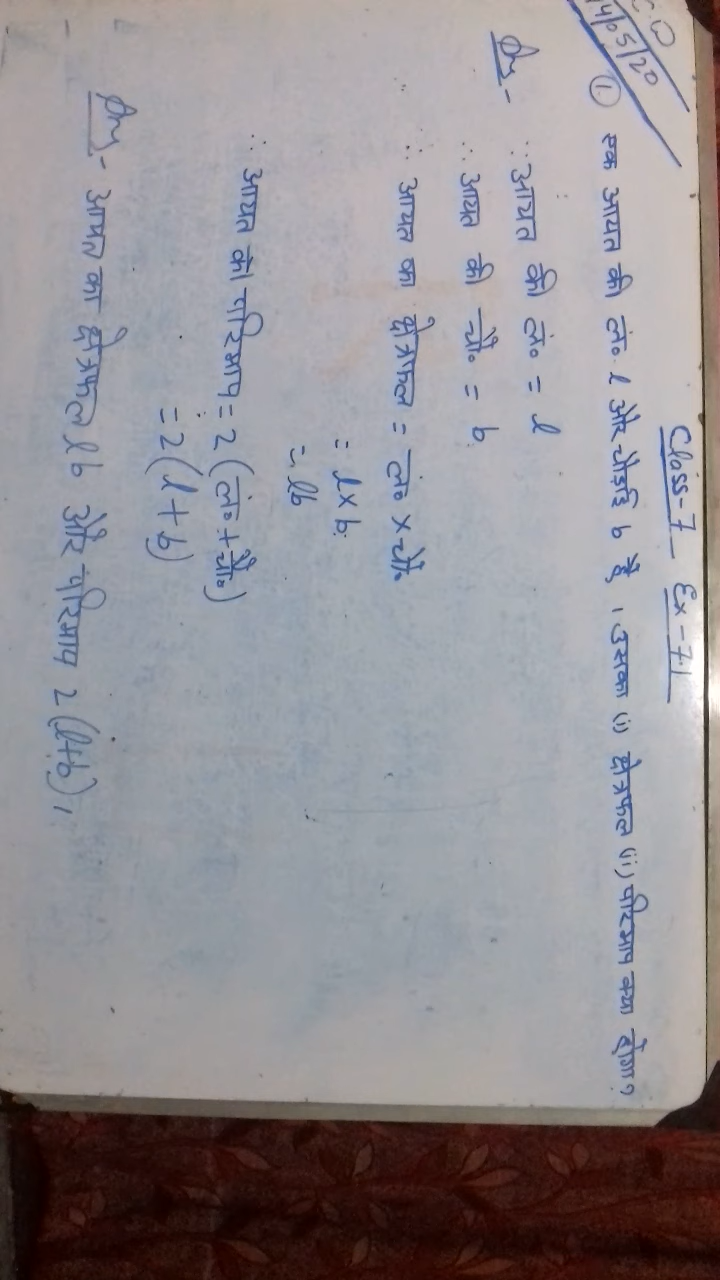 C.W
14/05/20
Class-7 Ex-7.1
① एक आयत की लं० l और चौड़ाई b है। उसका (i) क्षेत्रफल (ii) परिमाप क्या होगा?
Ans- ∵ आयत की लं० = l
∴ आयत की चौ० = b
∴ आयत का क्षेत्रफल = लं० × चौ०
= l × b
= lb
∴ आयत का परिमाप = 2 (लं० + चौ०)
= 2 (l + b)
Ans- आयत का क्षेत्रफल lb और परिमाप 2 (l+b)।